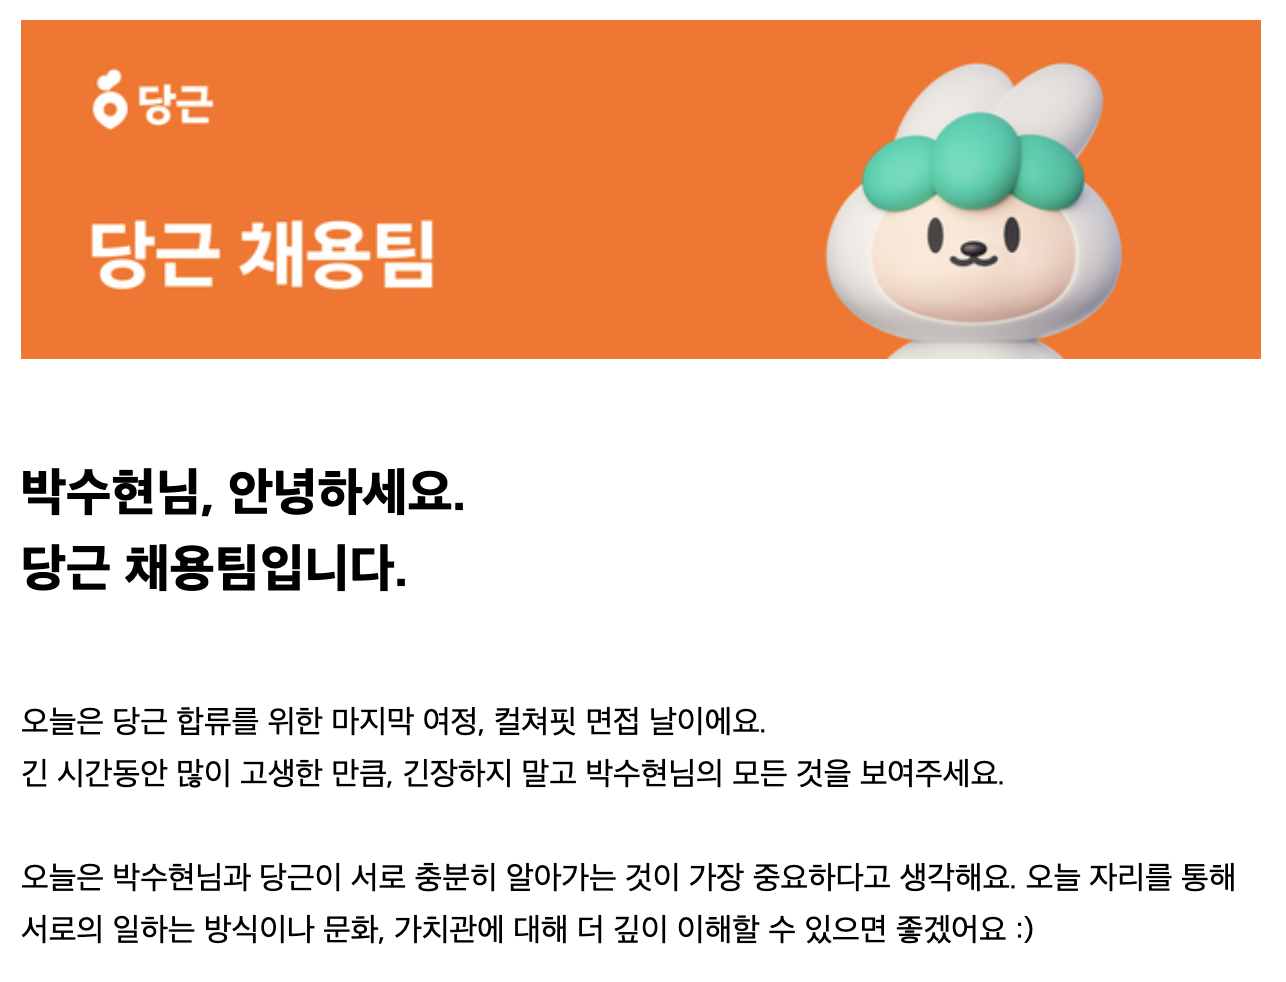 당근
당근 채용팀
박수현님, 안녕하세요.
당근 채용팀입니다.
오늘은 당근 합류를 위한 마지막 여정, 컬쳐핏 면접 날이에요.
긴 시간동안 많이 고생한 만큼, 긴장하지 말고 박수현님의 모든 것을 보여주세요.
오늘은 박수현님과 당근이 서로 충분히 알아가는 것이 가장 중요하다고 생각해요. 오늘 자리를 통해
서로의 일하는 방식이나 문화, 가치관에 대해 더 깊이 이해할 수 있으면 좋겠어요 :)